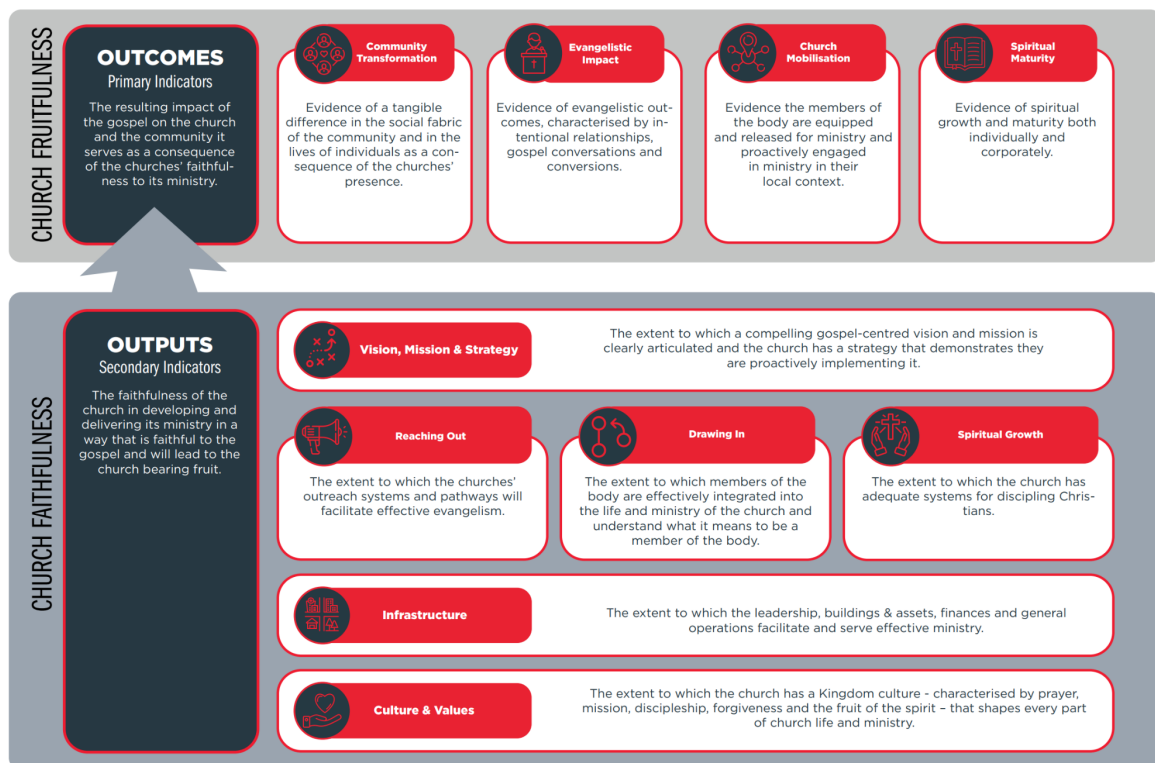 CHURCH FRUITFULNESS
OUTCOMES
Primary Indicators
The resulting impact of
the gospel on the church
and the community it
serves as a consequence
of the churches’ faithful-
ness to its ministry.
Community
Transformation
Evidence of a tangible
difference in the social fabric
of the community and in the
lives of individuals as a con-
sequence of the churches’
presence.
Evangelistic
Impact
Evidence of evangelistic out-
comes, characterised by in-
tentional relationships,
gospel conversations and
conversions.
Church
Mobilisation
Evidence the members of
the body are equipped
and released for ministry and
proactively engaged
in ministry in their
local context.
Spiritual
Maturity
Evidence of spiritual
growth and maturity both
individually and
corporately.
CHURCH FAITHFULNESS
OUTPUTS
Secondary Indicators
The faithfulness of the
church in developing and
delivering its ministry in a
way that is faithful to the
gospel and will lead to the
church bearing fruit.
Vision, Mission & Strategy
The extent to which a compelling gospel-centred vision and mission is
clearly articulated and the church has a strategy that demonstrates they
are proactively implementing it.
Reaching Out
The extent to which the churches’
outreach systems and pathways will
facilitate effective evangelism.
Drawing In
The extent to which members of the
body are effectively integrated into
the life and ministry of the church and
understand what it means to be a
member of the body.
Spiritual Growth
The extent to which the church has
adequate systems for discipling Chris-
tians.
Infrastructure
The extent to which the leadership, buildings & assets, finances and general
operations facilitate and serve effective ministry.
Culture & Values
The extent to which the church has a Kingdom culture - characterised by prayer,
mission, discipleship, forgiveness and the fruit of the spirit – that shapes every part
of church life and ministry.